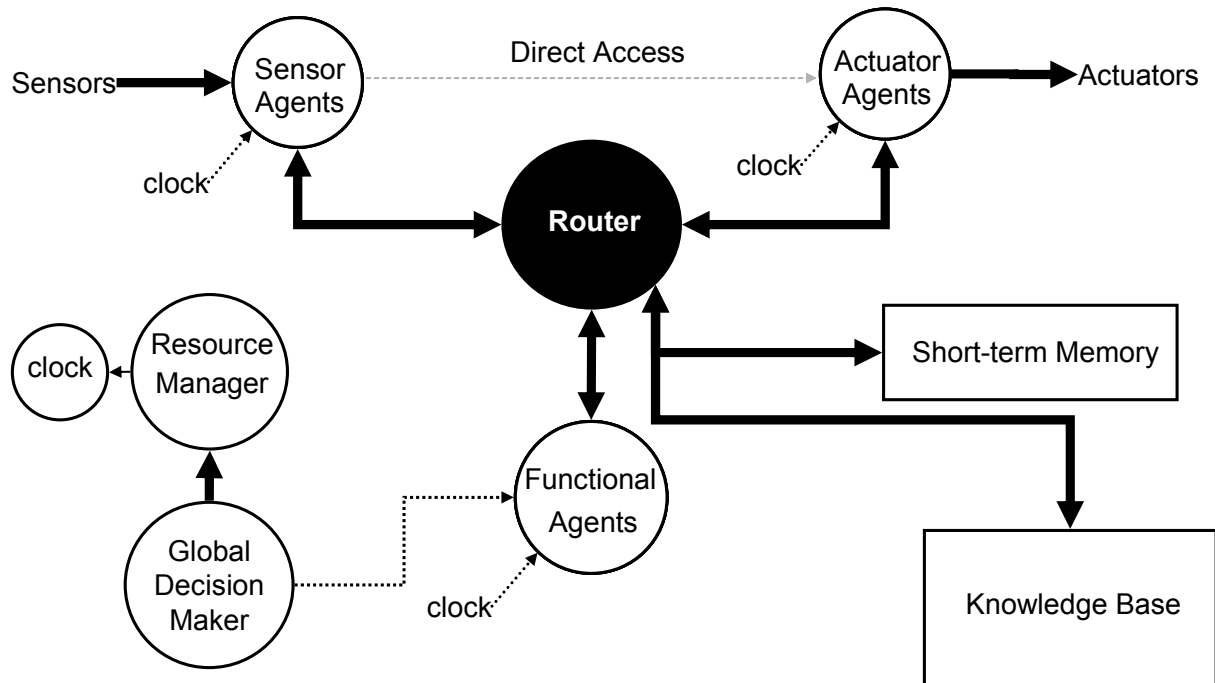 Direct Access
Sensors
Sensor
Agents
Actuator
Agents
Actuators
clock
clock
Router
Resource
Manager
clock
Short-term Memory
Functional
Agents
Global
Decision
Maker
clock
Knowledge Base